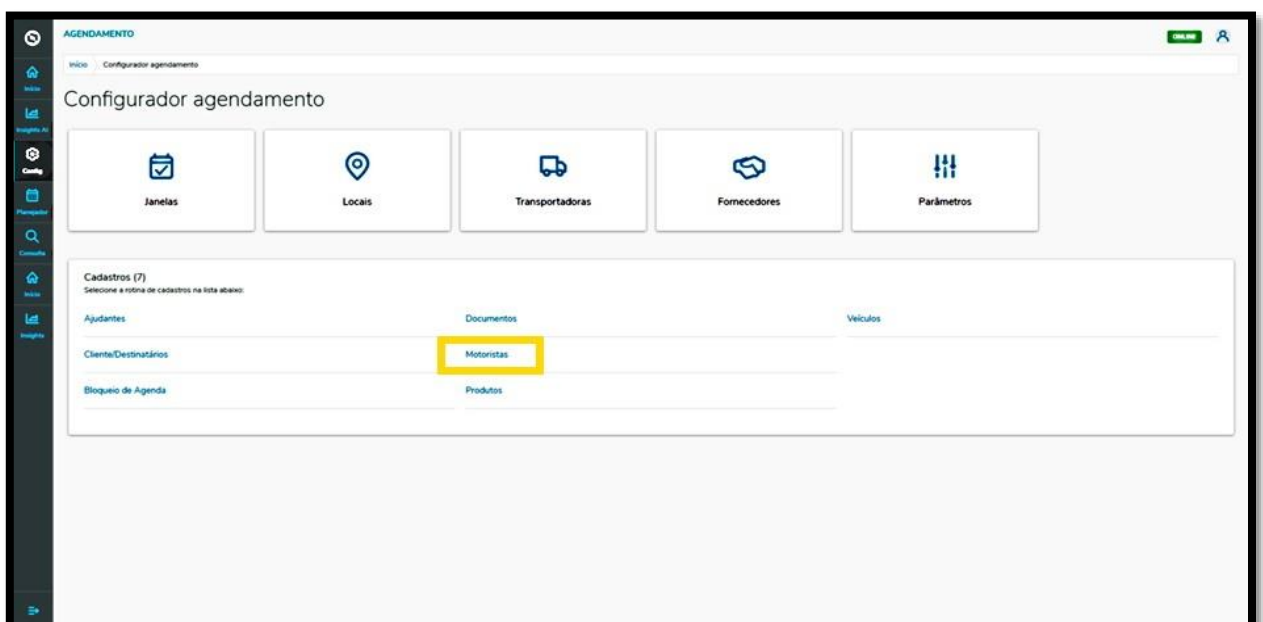 AGENDAMENTO
ONLINE
Início
Configurador agendamento
Configurador agendamento
Início
Insights AI
Config
Planejador
Consulta
Início
Insights
Janelas
Locais
Transportadoras
Fornecedores
Parâmetros
Cadastros (7)
Selecione a rotina de cadastros na lista abaixo:
Ajudantes
Documentos
Veículos
Cliente/Destinatários
Motoristas
Bloqueio de Agenda
Produtos